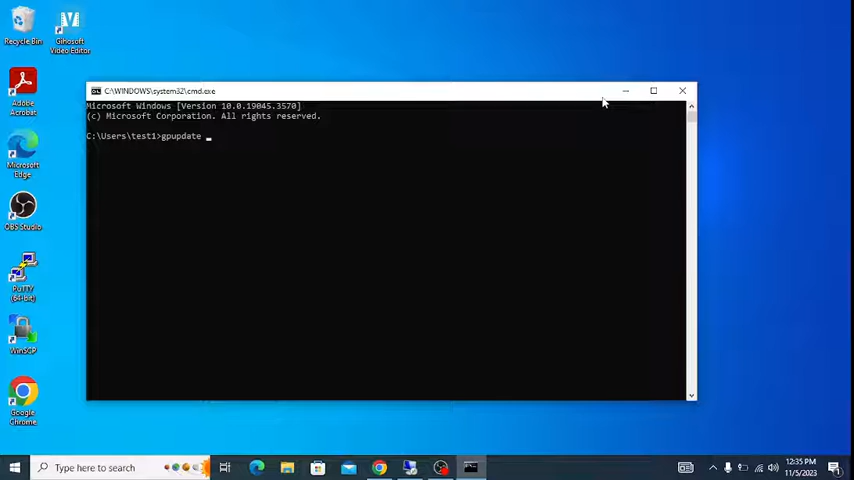 Recycle Bin
Gihosoft
Video Editor
Adobe
Acrobat
Microsoft
Edge
OBS Studio
PuTTY
(64-bit)
WinSCP
Google
Chrome
C:\WINDOWS\system32\cmd.exe
Microsoft Windows [Version 10.0.19045.3570]
(c) Microsoft Corporation. All rights reserved.
C:\Users\test1>gpupdate _
Type here to search
12:35 PM
11/5/2023
1